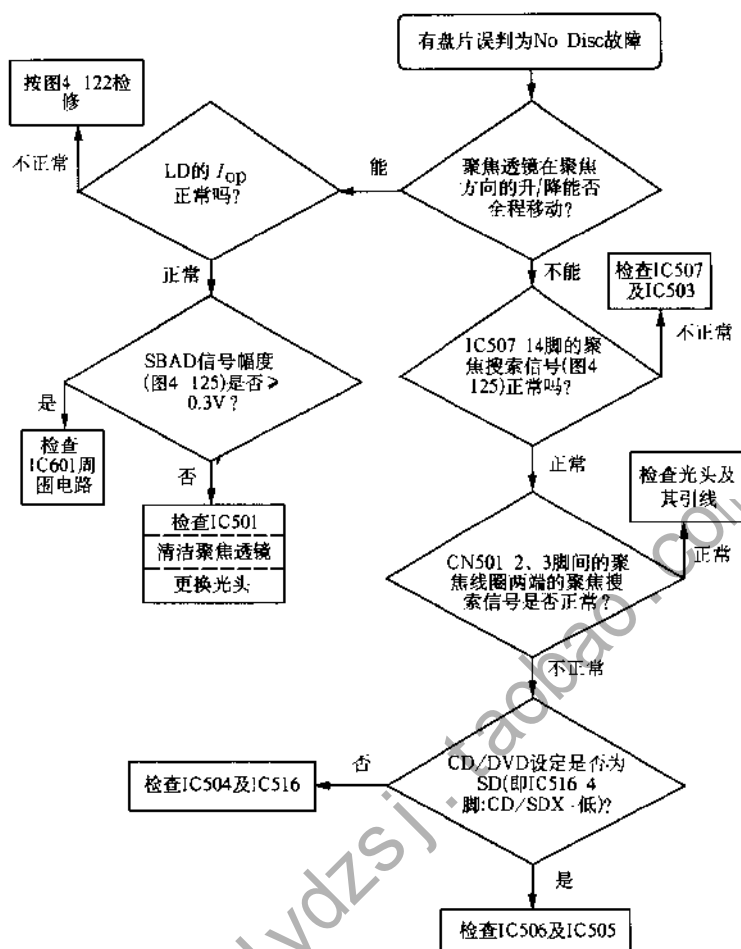 有盘片误判为No Disc故障
按图4 122检
修
不正常
LD的 Iop
正常吗?
能
聚焦透镜在聚焦
方向的升/降能否
全程移动?
正常
不能
检查IC507
及IC503
不正常
SBAD信号幅度
(图4 125)是否≥
0.3V?
IC507 14脚的聚
焦搜索信号(图4
125)正常吗?
是
检查
IC601周
围电路
否
正常
检查IC501
清洁聚焦透镜
更换光头
检查光头及
其引线
正常
CN501 2、3脚间的聚
焦线圈两端的聚焦搜
索信号是否正常?
不正常
CD/DVD设定是否为
SD(即IC516 4
脚:CD/SDX 低)?
否
检查IC504及IC516
是
检查IC506及IC505
lydzsj.taobao.com